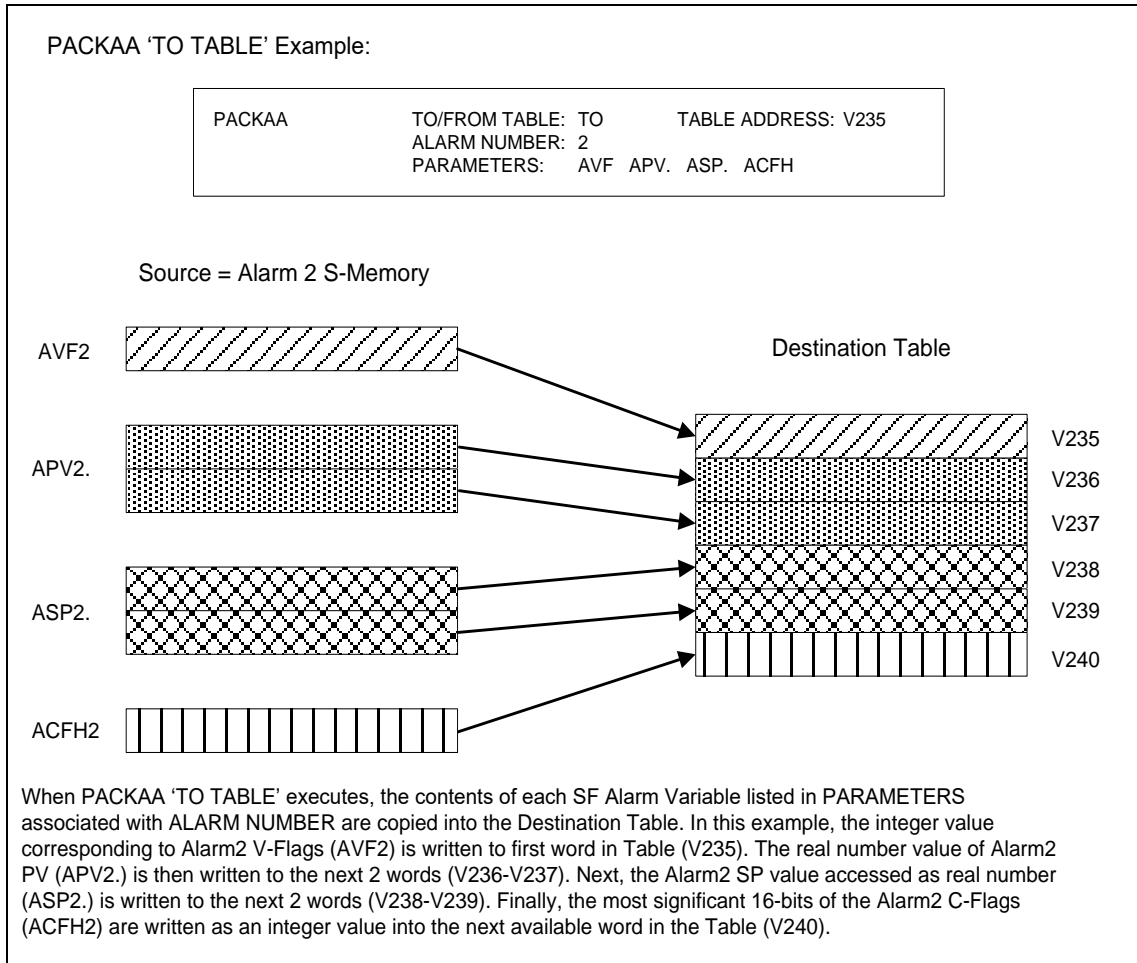 PACKAA ‘TO TABLE’ Example:
PACKAA TO/FROM TABLE: TO TABLE ADDRESS: V235
ALARM NUMBER: 2
PARAMETERS: AVF APV. ASP. ACFH
Source = Alarm 2 S-Memory
AVF2
Destination Table
V235
APV2.
V236
V237
V238
ASP2.
V239
V240
ACFH2
When PACKAA ‘TO TABLE’ executes, the contents of each SF Alarm Variable listed in PARAMETERS
associated with ALARM NUMBER are copied into the Destination Table. In this example, the integer value
corresponding to Alarm2 V-Flags (AVF2) is written to first word in Table (V235). The real number value of Alarm2
PV (APV2.) is then written to the next 2 words (V236-V237). Next, the Alarm2 SP value accessed as real number
(ASP2.) is written to the next 2 words (V238-V239). Finally, the most significant 16-bits of the Alarm2 C-Flags
(ACFH2) are written as an integer value into the next available word in the Table (V240).